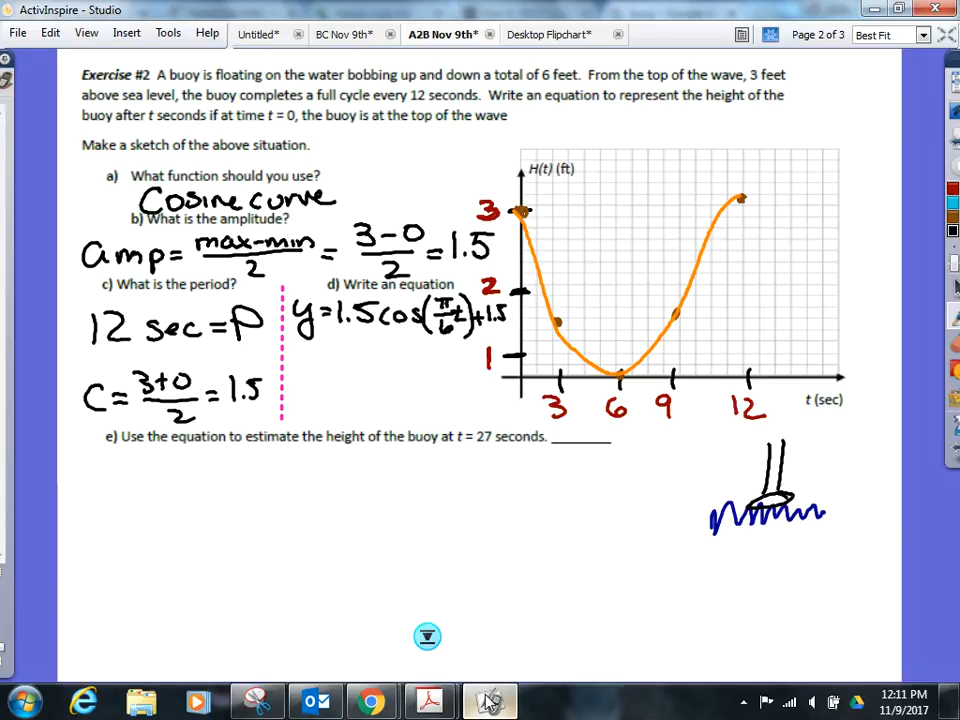 ActivInspire - Studio
File Edit View Insert Tools Help Untitled* BC Nov 9th* A2B Nov 9th* Desktop Flipchart* Page 2 of 3 Best Fit
Exercise #2 A buoy is floating on the water bobbing up and down a total of 6 feet. From the top of the wave, 3 feet
above sea level, the buoy completes a full cycle every 12 seconds. Write an equation to represent the height of the
buoy after t seconds if at time t = 0, the buoy is at the top of the wave
Make a sketch of the above situation.
a) What function should you use?
Cosine curve
b) What is the amplitude?
amp = max-min / 2 = 3-0 / 2 = 1.5
c) What is the period?
12 sec = P
C = 3+0 / 2 = 1.5
d) Write an equation
y = 1.5 cos(π/6 t) + 1.5
H(t) (ft)
3
2
1
3 6 9 12
t (sec)
e) Use the equation to estimate the height of the buoy at t = 27 seconds. ________
12:11 PM
11/9/2017